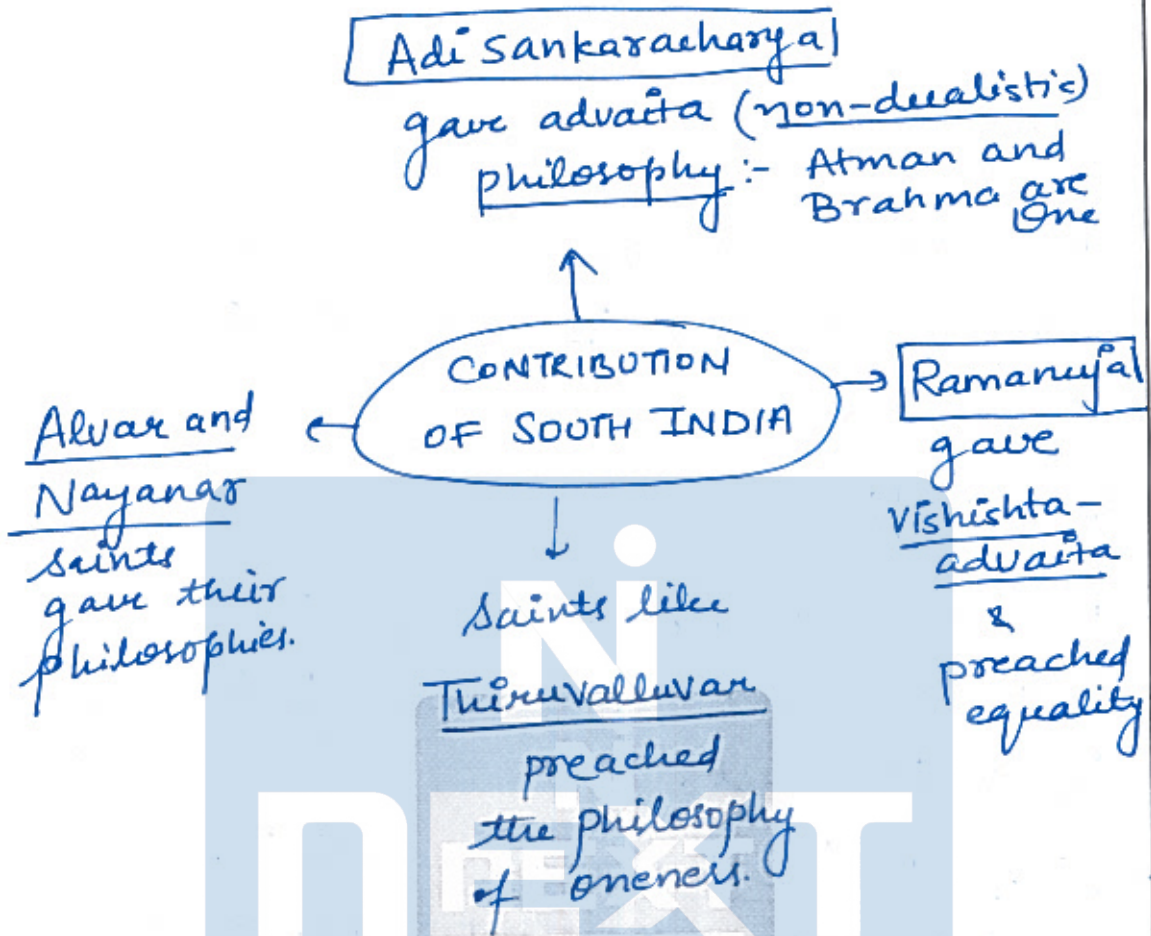 Adi Sankaracharya
gave advaita (non-dualistic)
philosophy :- Atman and
Brahma are
One
CONTRIBUTION
OF SOUTH INDIA
Alvar and
Nayanar
saints
gave their
philosophies.
Saints like
Thiruvalluvar
preached
the philosophy
of oneness.
Ramanuja
gave
Vishishta-
advaita
&
preached
equality
N
NEXT